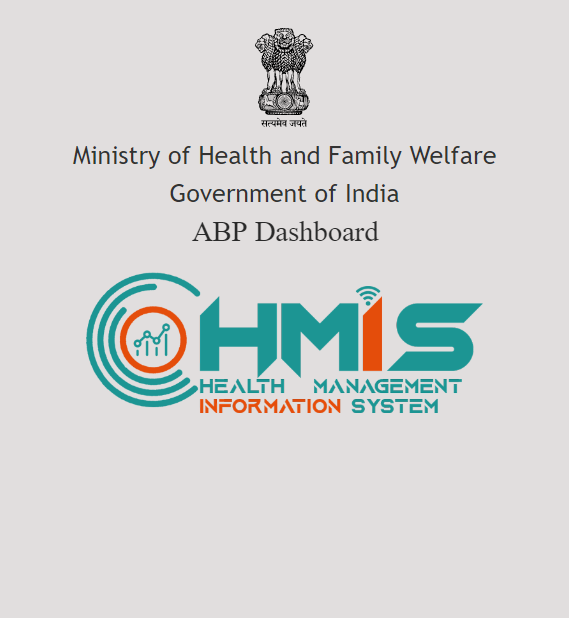 सत्यमेव जयते
Ministry of Health and Family Welfare
Government of India
ABP Dashboard
HMIS
HEALTH MANAGEMENT
INFORMATION SYSTEM